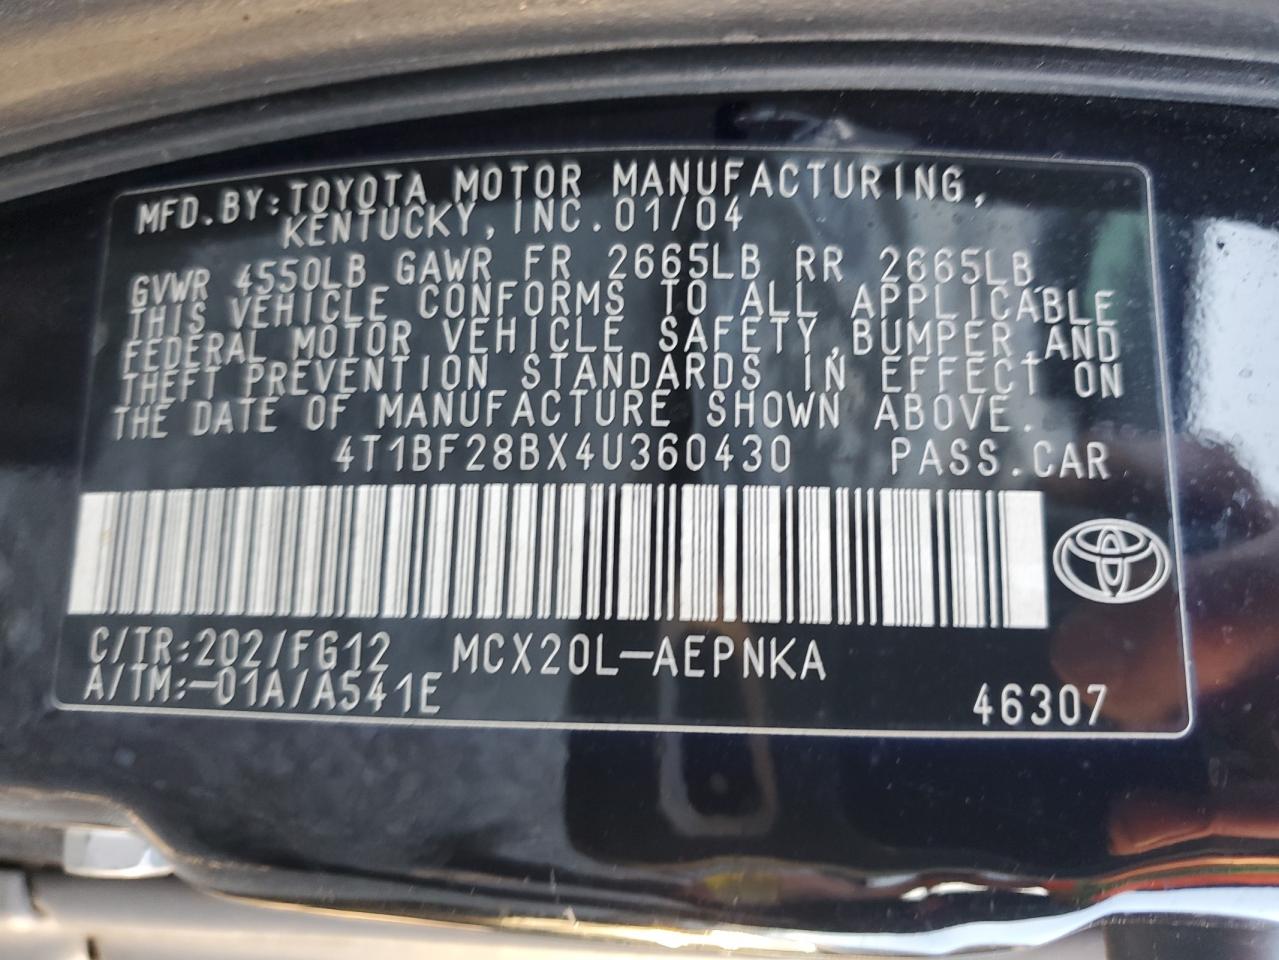 MFD.BY:TOYOTA MOTOR MANUFACTURING,
KENTUCKY,INC.01/04
GVWR 4550LB GAWR FR 2665LB RR 2665LB
THIS VEHICLE CONFORMS TO ALL APPLICABLE
FEDERAL MOTOR VEHICLE SAFETY,BUMPER,AND
THEFT PREVENTION STANDARDS IN EFFECT ON
THE DATE OF MANUFACTURE SHOWN ABOVE.
4T1BF28BX4U360430 PASS.CAR
C/TR:202/FG12 MCX20L-AEPNKA
A/TM:-01A/A541E 46307